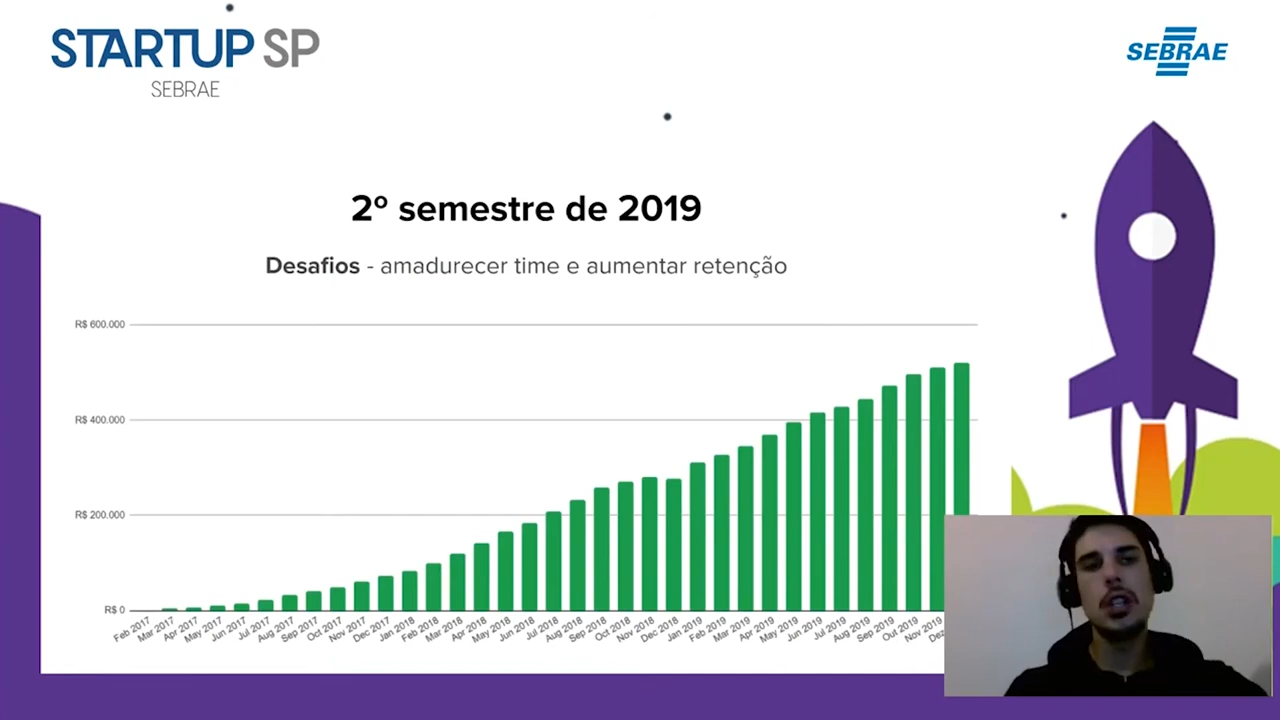 STARTUP SP
SEBRAE
SEBRAE
2º semestre de 2019
Desafios - amadurecer time e aumentar retenção
R$ 600.000
R$ 400.000
R$ 200.000
R$ 0
Feb 2017
Mar 2017
Apr 2017
May 2017
Jun 2017
Jul 2017
Aug 2017
Sep 2017
Oct 2017
Nov 2017
Dec 2017
Jan 2018
Feb 2018
Mar 2018
Apr 2018
May 2018
Jun 2018
Jul 2018
Aug 2018
Sep 2018
Oct 2018
Nov 2018
Dec 2018
Jan 2019
Feb 2019
Mar 2019
Apr 2019
May 2019
Jun 2019
Jul 2019
Aug 2019
Sep 2019
Out 2019
Nov 2019
Dez